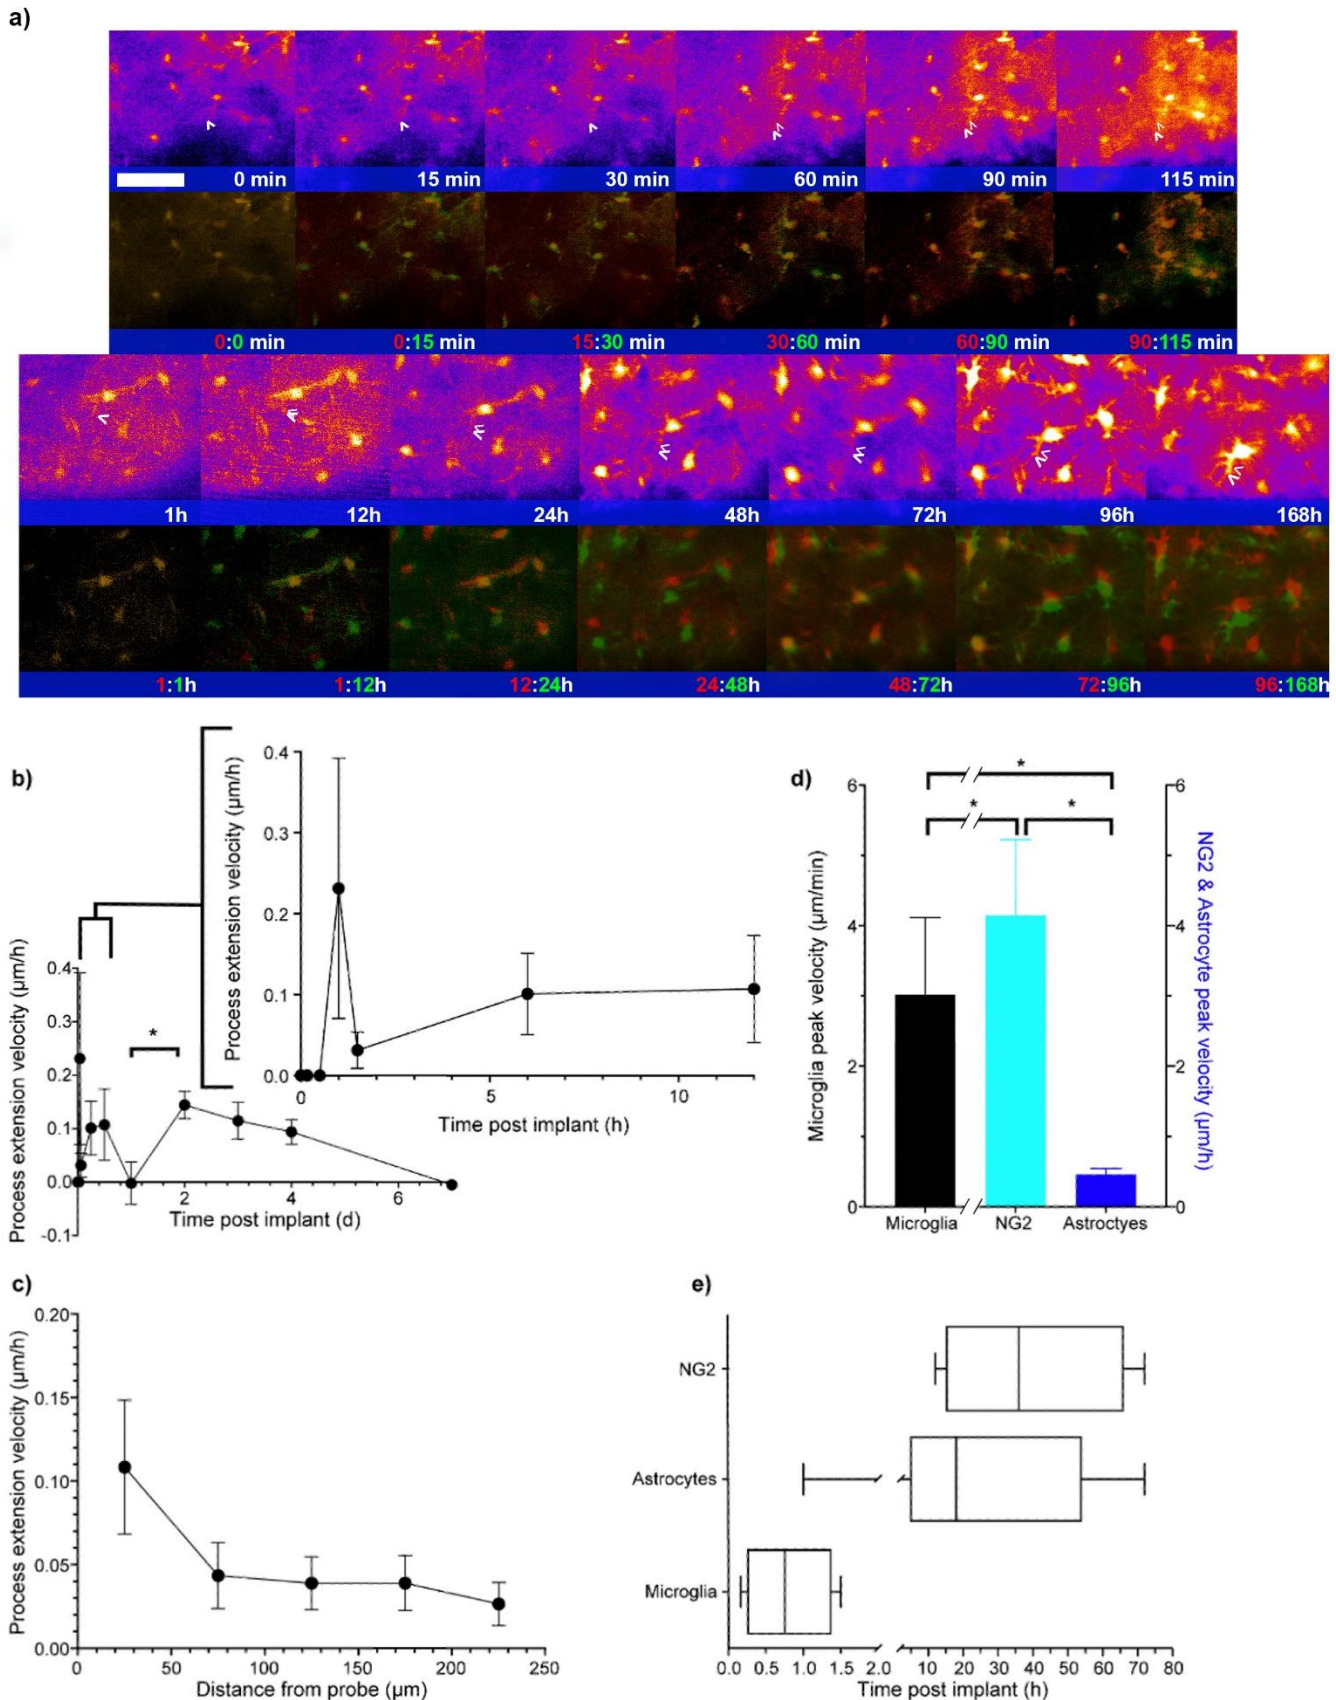 a)
0 min 15 min 30 min 60 min 90 min 115 min
0:0 min 0:15 min 15:30 min 30:60 min 60:90 min 90:115 min
1h 12h 24h 48h 72h 96h 168h
1:1h 1:12h 12:24h 24:48h 48:72h 72:96h 96:168h
b)
Process extension velocity (µm/h)
0.4
0.3
0.2
0.1
0.0
-0.1
*
2 4 6
Time post implant (d)
Process extension velocity (µm/h)
0.4
0.3
0.2
0.1
0.0
0 5 10
Time post implant (h)
d)
*
* *
Microglia peak velocity (µm/min)
6
4
2
0
NG2 & Astrocyte peak velocity (µm/h)
6
4
2
0
Microglia NG2 Astroctyes
c)
Process extension velocity (µm/h)
0.20
0.15
0.10
0.05
0.00
0 50 100 150 200 250
Distance from probe (µm)
e)
NG2
Astrocytes
Microglia
0.0 0.5 1.0 1.5 2.0 10 20 30 40 50 60 70 80
Time post implant (h)